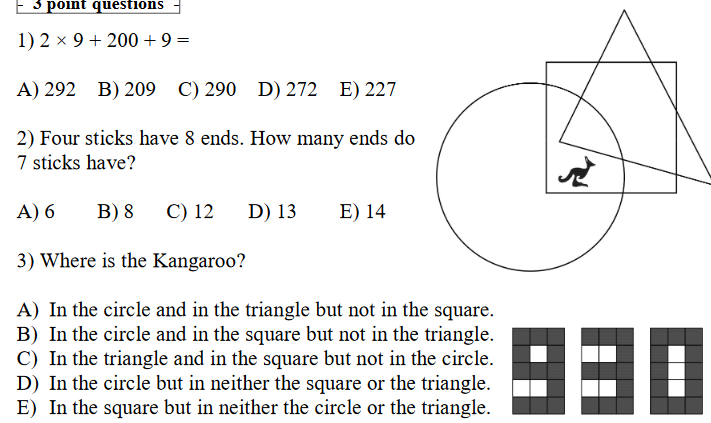 3 point questions
1) 2 × 9 + 200 + 9 =
A) 292 B) 209 C) 290 D) 272 E) 227
2) Four sticks have 8 ends. How many ends do
7 sticks have?
A) 6 B) 8 C) 12 D) 13 E) 14
3) Where is the Kangaroo?
A) In the circle and in the triangle but not in the square.
B) In the circle and in the square but not in the triangle.
C) In the triangle and in the square but not in the circle.
D) In the circle but in neither the square or the triangle.
E) In the square but in neither the circle or the triangle.